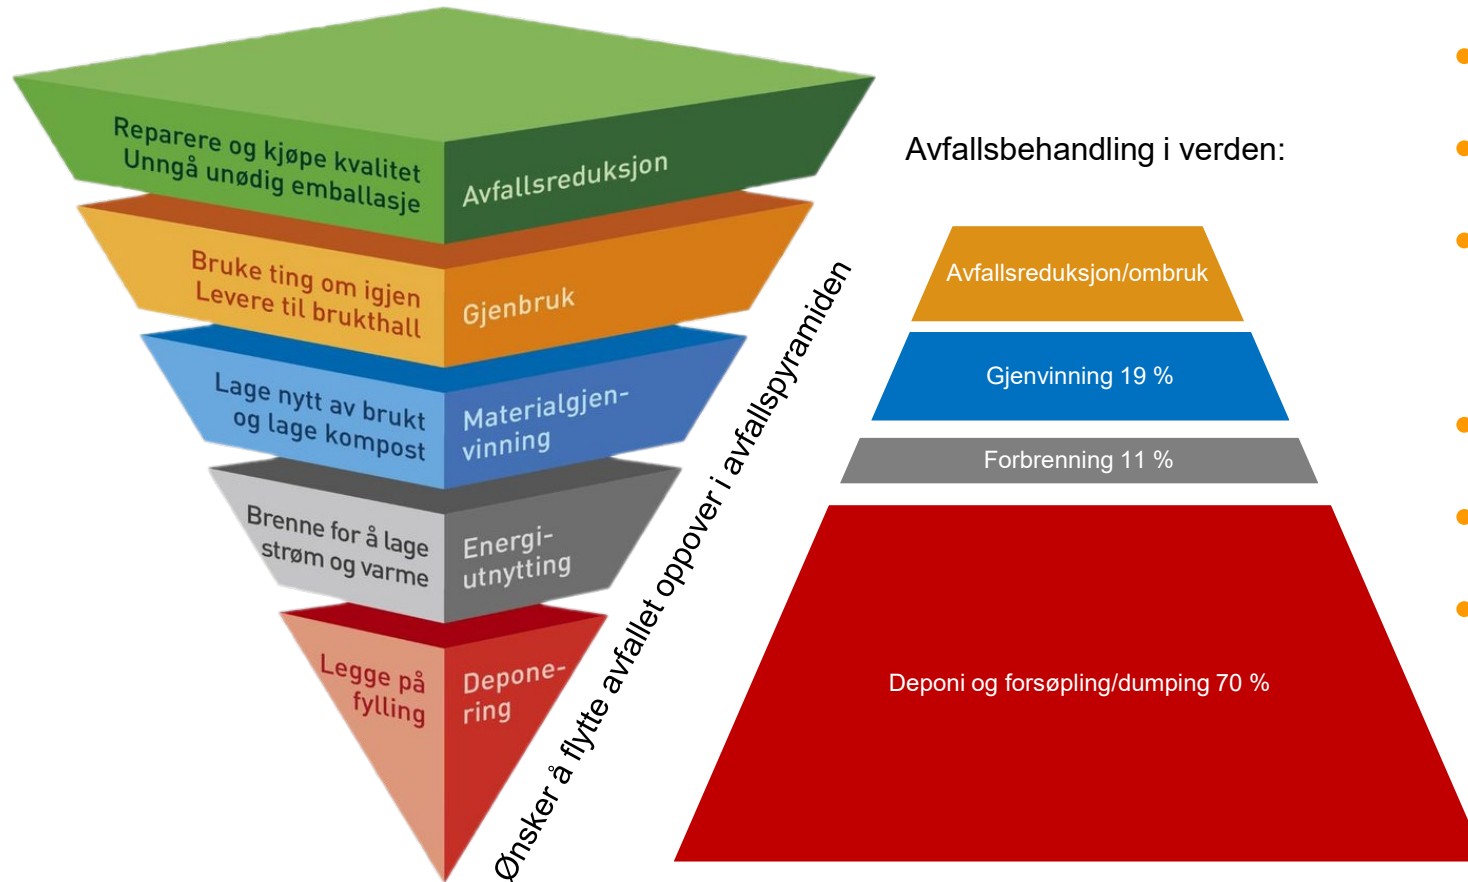 Reparere og kjøpe kvalitet
Unngå unødig emballasje
Avfallsreduksjon
Bruke ting om igjen
Levere til brukthall
Gjenbruk
Lage nytt av brukt
og lage kompost
Materialgjen-
vinning
Brenne for å lage
strøm og varme
Energi-
utnytting
Legge på
fylling
Depone-
ring
Ønsker å flytte avfallet oppover i avfallspyramiden
Avfallsbehandling i verden:
Avfallsreduksjon/ombruk
Gjenvinning 19 %
Forbrenning 11 %
Deponi og forsøpling/dumping 70 %